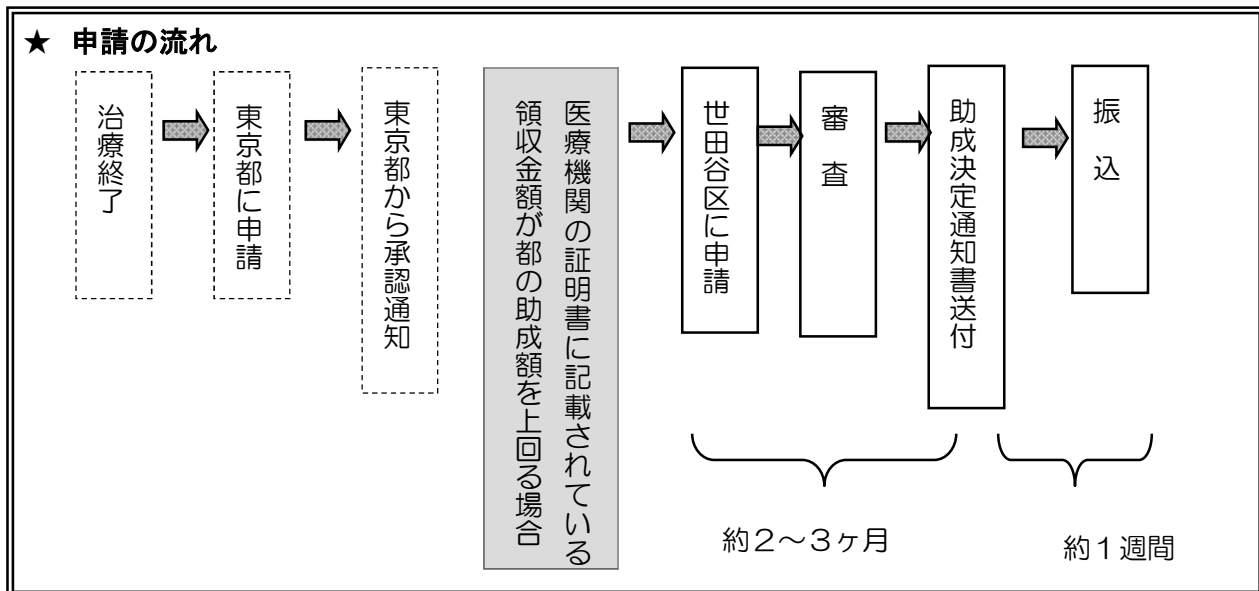 ★ 申請の流れ
治療終了
東京都に申請
東京都から承認通知
医療機関の証明書に記載されている
領収金額が都の助成額を上回る場合
世田谷区に申請
審査
助成決定通知書送付
振込
約２～３ヶ月
約１週間